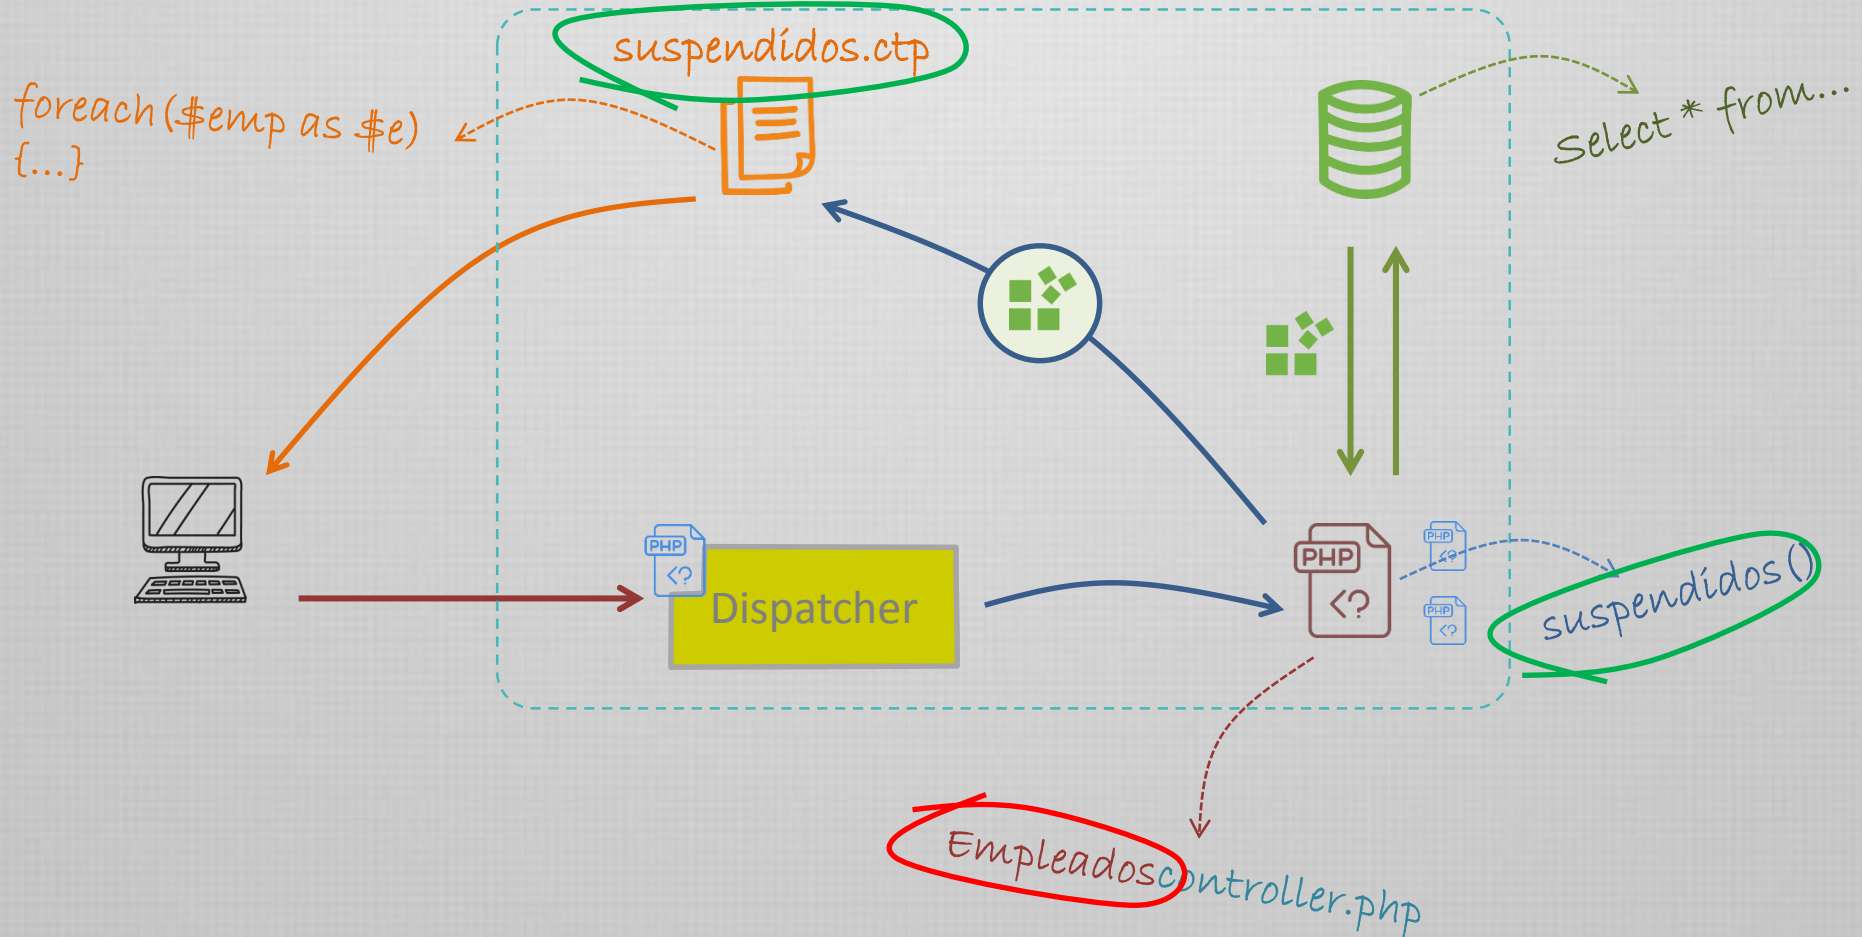 suspendidos.ctp
foreach($emp as $e)
{...}
Select * from...
PHP
<?
Dispatcher
PHP
<?
PHP
<?
PHP
<?
suspendidos()
Empleadoscontroller.php